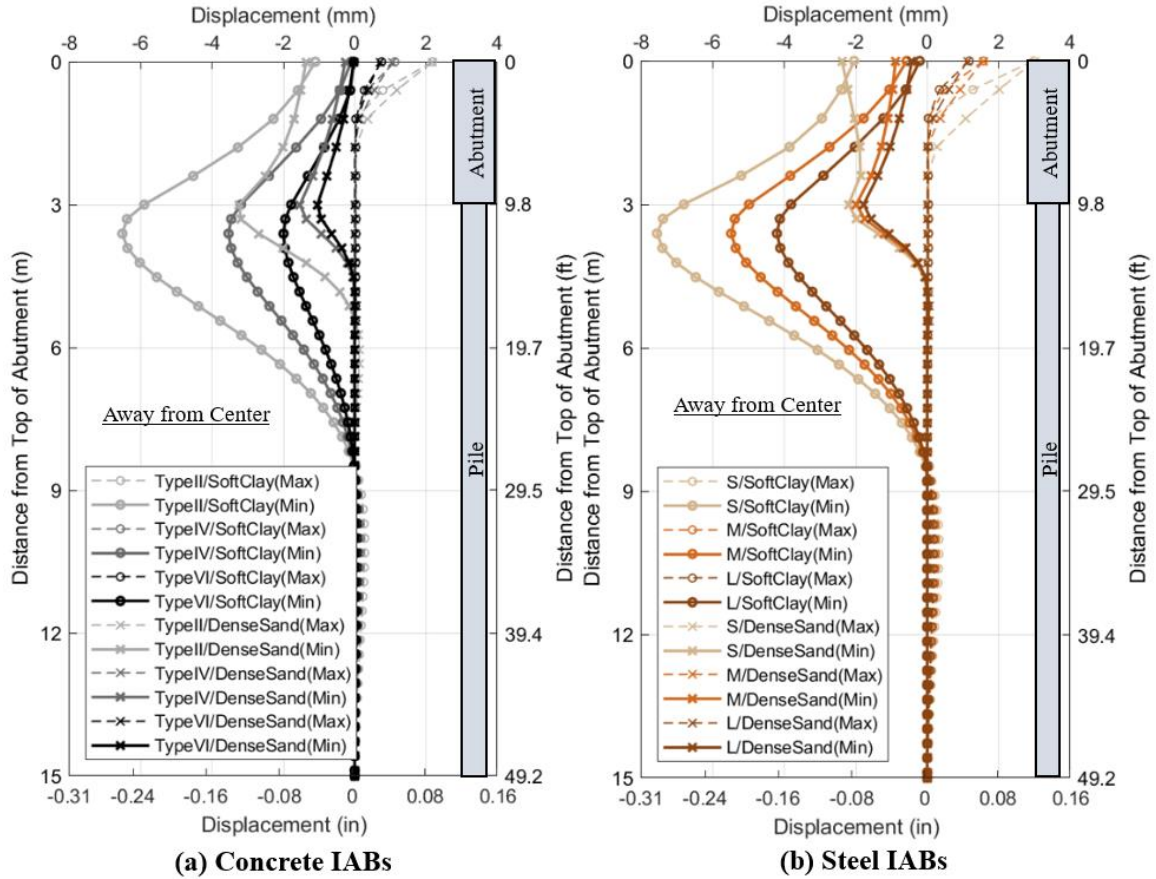 Displacement (mm)
-8 -6 -4 -2 0 2 4
0
3
6
9
12
15
Distance from Top of Abutment (m)
Away from Center
TypeII/SoftClay(Max)
TypeII/SoftClay(Min)
TypeIV/SoftClay(Max)
TypeIV/SoftClay(Min)
TypeVI/SoftClay(Max)
TypeVI/SoftClay(Min)
TypeII/DenseSand(Max)
TypeII/DenseSand(Min)
TypeIV/DenseSand(Max)
TypeIV/DenseSand(Min)
TypeVI/DenseSand(Max)
TypeVI/DenseSand(Min)
Abutment
Pile
0
9.8
19.7
29.5
39.4
49.2
Distance from Top of Abutment (ft)
-0.31 -0.24 -0.16 -0.08 0 0.08 0.16
Displacement (in)
(a) Concrete IABs
Displacement (mm)
-8 -6 -4 -2 0 2 4
0
3
6
9
12
15
Distance from Top of Abutment (m)
Away from Center
S/SoftClay(Max)
S/SoftClay(Min)
M/SoftClay(Max)
M/SoftClay(Min)
L/SoftClay(Max)
L/SoftClay(Min)
S/DenseSand(Max)
S/DenseSand(Min)
M/DenseSand(Max)
M/DenseSand(Min)
L/DenseSand(Max)
L/DenseSand(Min)
Abutment
Pile
0
9.8
19.7
29.5
39.4
49.2
Distance from Top of Abutment (ft)
-0.31 -0.24 -0.16 -0.08 0 0.08 0.16
Displacement (in)
(b) Steel IABs